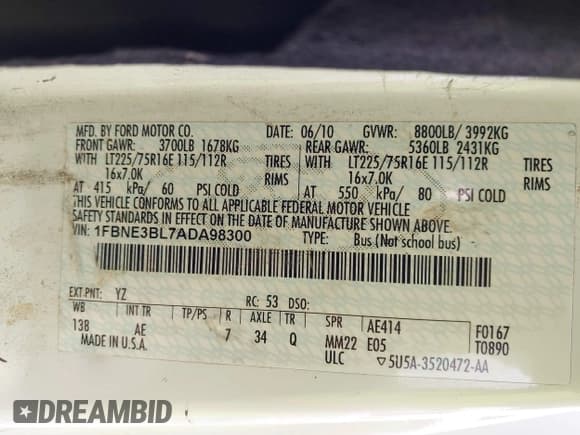 MFD. BY FORD MOTOR CO. DATE: 06/10 GVWR: 8800LB/ 3992KG
FRONT GAWR: 3700LB 1678KG REAR GAWR: 5360LB 2431KG
WITH LT225/75R16E 115/112R TIRES WITH LT225/75R16E 115/112R TIRES
16x7.0K RIMS 16x7.0K RIMS
AT 415 kPa/ 60 PSI COLD AT 550 kPa/ 80 PSI COLD
THIS VEHICLE CONFORMS TO ALL APPLICABLE FEDERAL MOTOR VEHICLE
SAFETY STANDARDS IN EFFECT ON THE DATE OF MANUFACTURE SHOWN ABOVE.
VIN: 1FBNE3BL7ADA98300 TYPE: Bus (Not school bus)
EXT.PNT: YZ RC: 53 DSO:
WB INT TR TP/PS R AXLE TR SPR AE414 F0167
138 AE 7 34 Q MM22 E05 T0890
MADE IN U.S.A. ULC ▽5U5A-3520472-AA
DREAMBID